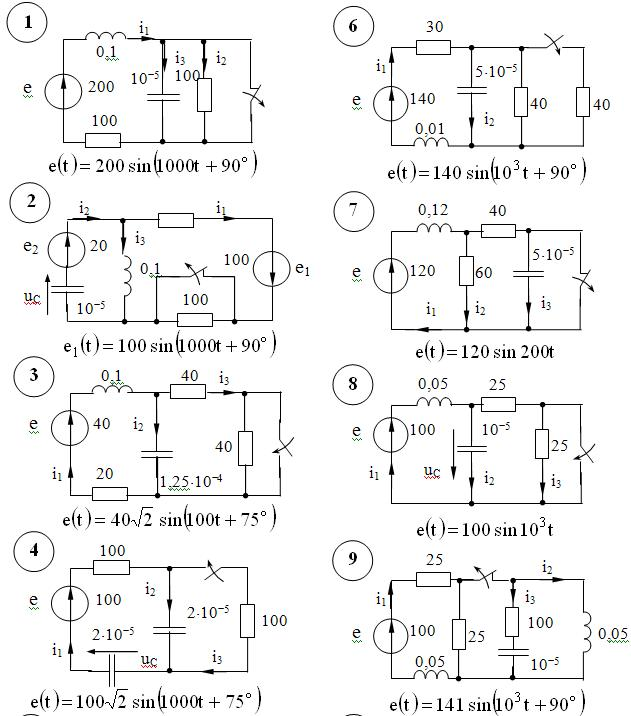 1
i₁
0,1
i₃
i₂
10⁻⁵
100
e
200
100
e(t) = 200 sin(1000t + 90°)
2
i₂
i₁
e₂
20
i₃
0,1
100
e₁
u_C
10⁻⁵
100
e₁(t) = 100 sin(1000t + 90°)
3
0,1
40
i₃
e
40
i₂
40
i₁
20
1,25·10⁻⁴
e(t) = 40√2 sin(100t + 75°)
4
100
i₂
e
100
2·10⁻⁵
100
2·10⁻⁵
i₁
u_C
i₃
e(t) = 100√2 sin(1000t + 75°)
6
30
i₁
5·10⁻⁵
e
140
40
40
i₂
0,01
e(t) = 140 sin(10³t + 90°)
7
0,12
40
5·10⁻⁵
e
120
60
i₁
i₂
i₃
e(t) = 120 sin 200t
8
0,05
25
e
100
10⁻⁵
25
i₁
u_C
i₂
i₃
e(t) = 100 sin10³t
9
25
i₂
i₁
i₃
100
e
100
25
0,05
0,05
10⁻⁵
e(t) = 141 sin(10³t + 90°)